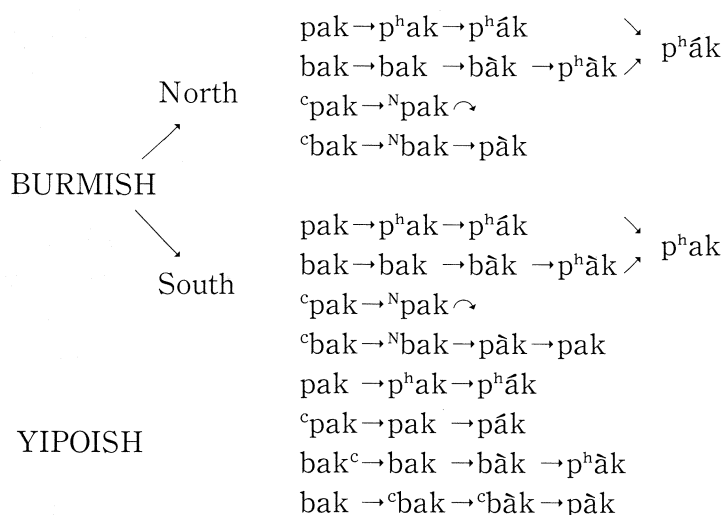 pak→pʰak→pʰák ↘
pʰák
bak→bak →bàk →pʰàk ↗
North
ᶜpak→ᴺpak↷
ᶜbak→ᴺbak→pàk
BURMISH
pak→pʰak→pʰák ↘
pʰak
bak→bak →bàk →pʰàk ↗
South
ᶜpak→ᴺpak↷
ᶜbak→ᴺbak→pàk→pak
pak →pʰak→pʰák
ᶜpak→pak →pák
YIPOISH
bakᶜ→bak →bàk →pʰàk
bak →ᶜbak→ᶜbàk→pàk